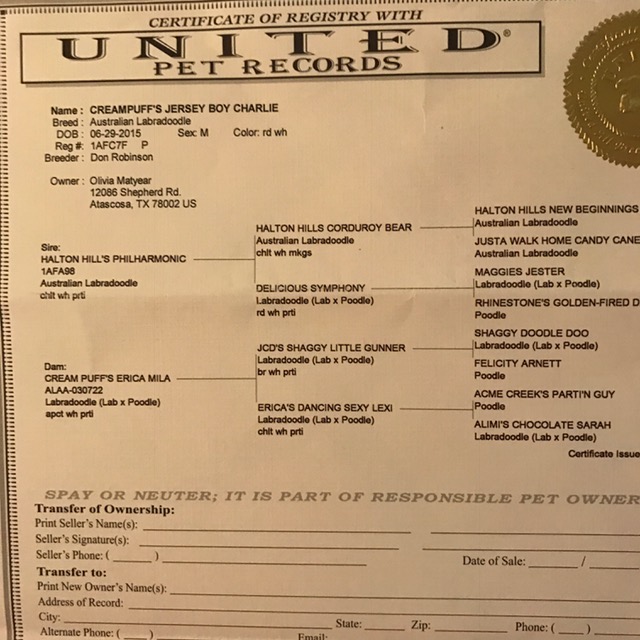 CERTIFICATE OF REGISTRY WITH
UNITED®
PET RECORDS
Name : CREAMPUFF'S JERSEY BOY CHARLIE
Breed : Australian Labradoodle
DOB : 06-29-2015 Sex: M Color: rd wh
Reg #: 1AFC7F P
Breeder : Don Robinson
Owner : Olivia Matyear
12086 Shepherd Rd.
Atascosa, TX 78002 US
Sire:
HALTON HILL'S PHILHARMONIC
1AFA98
Australian Labradoodle
chlt wh prti
Dam:
CREAM PUFF'S ERICA MILA
ALAA-030722
Labradoodle (Lab x Poodle)
apct wh prti
HALTON HILLS CORDUROY BEAR
Australian Labradoodle
chlt wh mkgs
DELICIOUS SYMPHONY
Labradoodle (Lab x Poodle)
rd wh prti
JCD'S SHAGGY LITTLE GUNNER
Labradoodle (Lab x Poodle)
br wh prti
ERICA'S DANCING SEXY LEXI
Labradoodle (Lab x Poodle)
chlt wh prti
HALTON HILLS NEW BEGINNINGS
Australian Labradoodle
JUSTA WALK HOME CANDY CANE
Australian Labradoodle
MAGGIES JESTER
Labradoodle (Lab x Poodle)
RHINESTONE'S GOLDEN-FIRED D
Poodle
SHAGGY DOODLE DOO
Labradoodle (Lab x Poodle)
FELICITY ARNETT
Poodle
ACME CREEK'S PARTI'N GUY
Poodle
ALIMI'S CHOCOLATE SARAH
Labradoodle (Lab x Poodle)
Certificate Issue
SPAY OR NEUTER; IT IS PART OF RESPONSIBLE PET OWNER
Transfer of Ownership:
Print Seller's Name(s):
Seller's Signature(s):
Seller's Phone: ( ) Date of Sale: /
Transfer to:
Print New Owner's Name(s):
Address of Record:
City: State: Zip: Phone: ( )
Alternate Phone: ( ) Email: